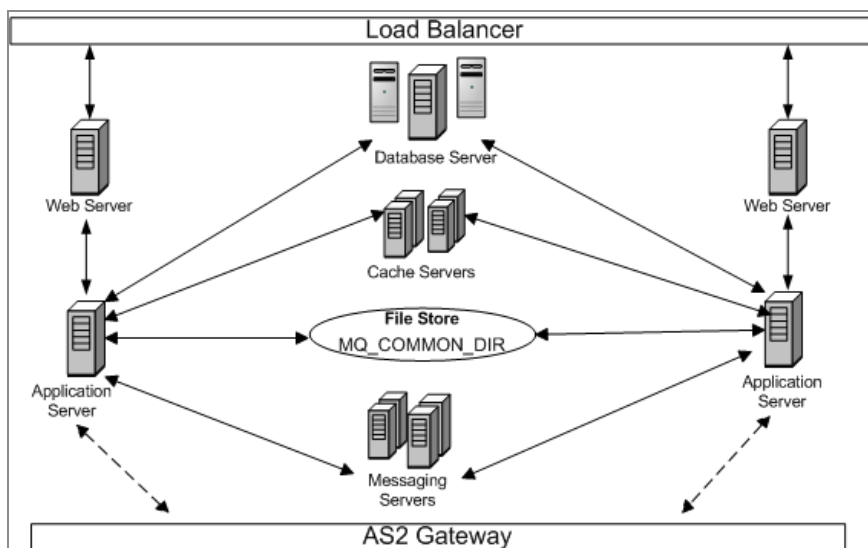 Load Balancer
Database Server
Web Server
Web Server
Cache Servers
File Store
MQ_COMMON_DIR
Application
Server
Application
Server
Messaging
Servers
AS2 Gateway